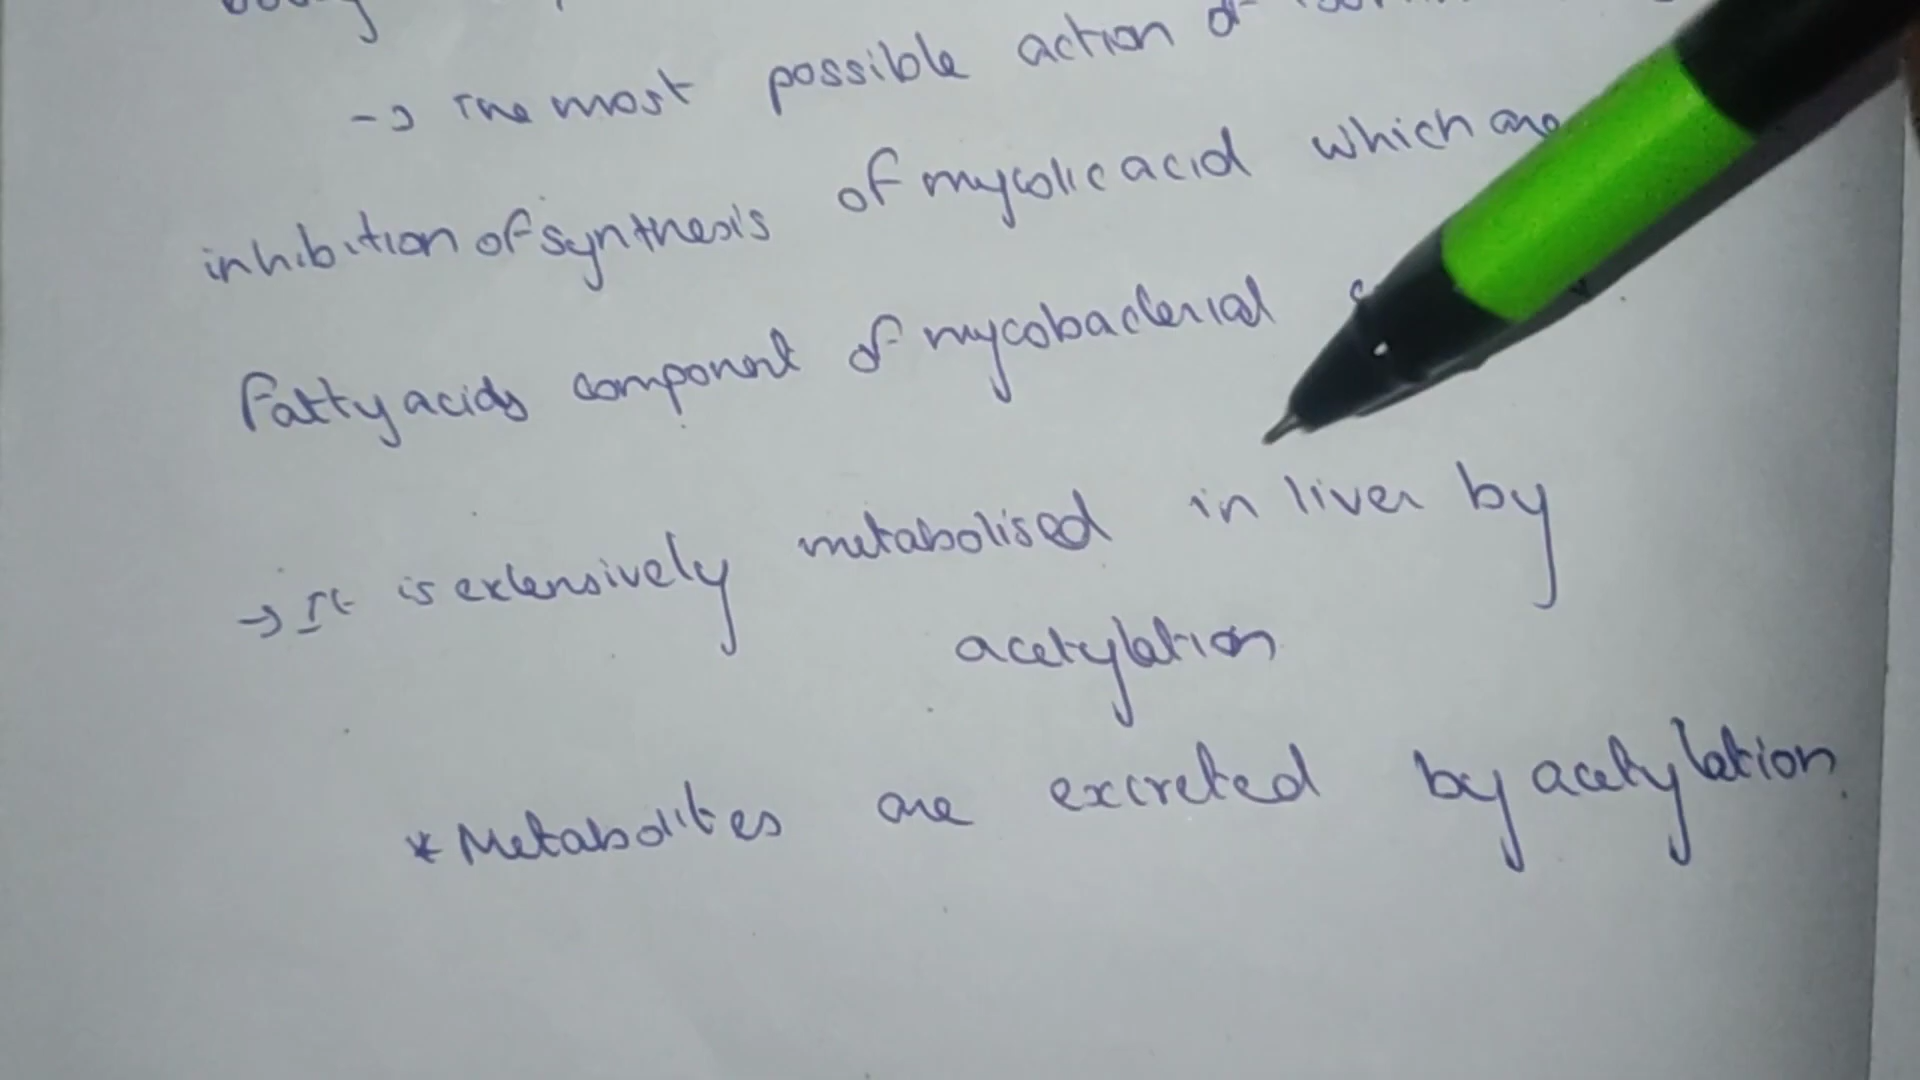 -> The most possible action of
inhibition of synthesis of mycolic acid which are
Fatty acids component of mycobacterial
-> It is extensively metabolised in liver by
acetylation
* Metabolites are excreted by acetylation